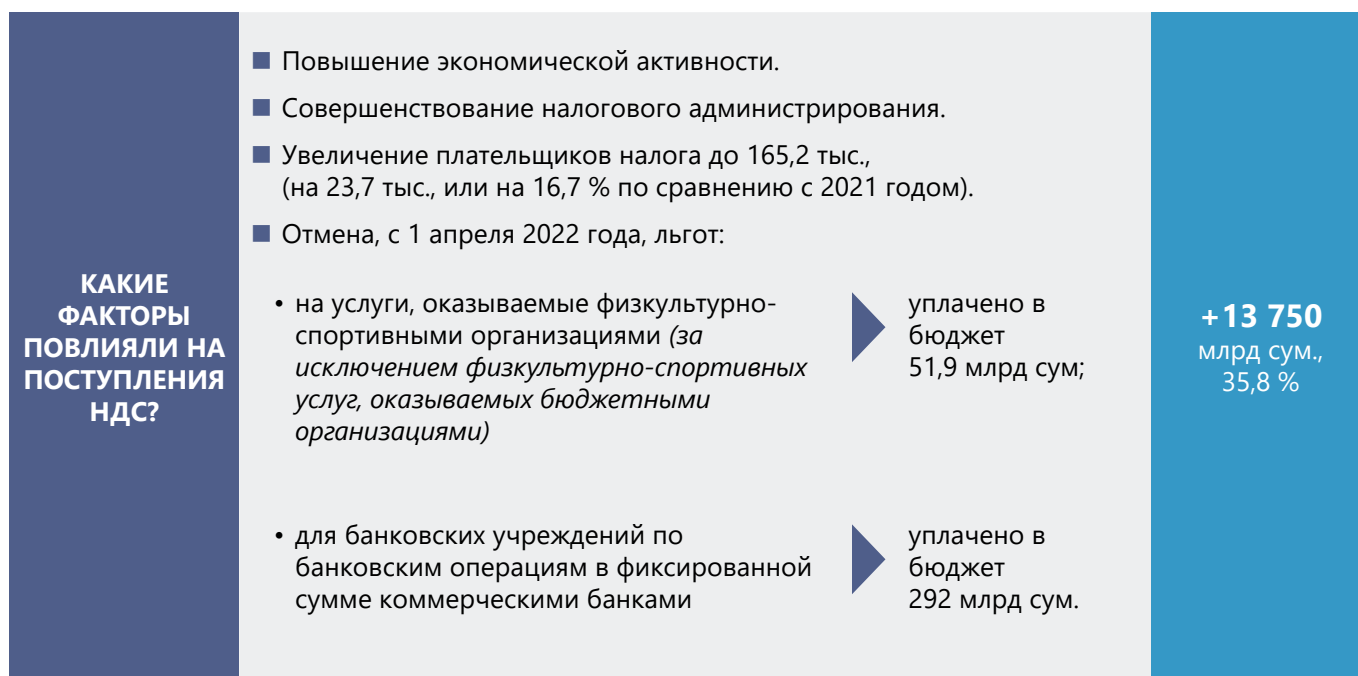 КАКИЕ
ФАКТОРЫ
ПОВЛИЯЛИ НА
ПОСТУПЛЕНИЯ
НДС?
Повышение экономической активности.
Совершенствование налогового администрирования.
Увеличение плательщиков налога до 165,2 тыс.,
(на 23,7 тыс., или на 16,7 % по сравнению с 2021 годом).
Отмена, с 1 апреля 2022 года, льгот:
• на услуги, оказываемые физкультурно-
спортивными организациями (за
исключением физкультурно-спортивных
услуг, оказываемых бюджетными
организациями)
уплачено в
бюджет
51,9 млрд сум;
• для банковских учреждений по
банковским операциям в фиксированной
сумме коммерческими банками
уплачено в
бюджет
292 млрд сум.
+13 750
млрд сум.,
35,8 %